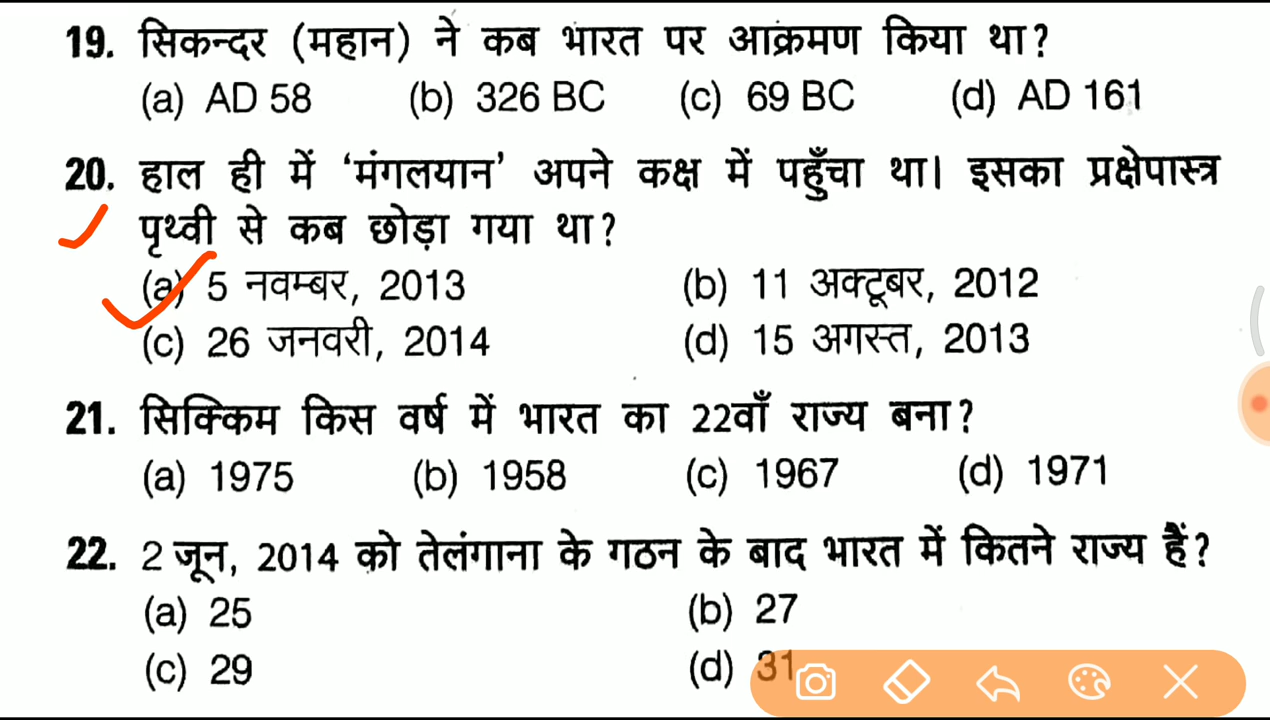 19. सिकन्दर (महान) ने कब भारत पर आक्रमण किया था?
(a) AD 58 (b) 326 BC (c) 69 BC (d) AD 161
20. हाल ही में ‘मंगलयान’ अपने कक्ष में पहुँचा था। इसका प्रक्षेपास्त्र
पृथ्वी से कब छोड़ा गया था?
(a) 5 नवम्बर, 2013 (b) 11 अक्टूबर, 2012
(c) 26 जनवरी, 2014 (d) 15 अगस्त, 2013
21. सिक्किम किस वर्ष में भारत का 22वाँ राज्य बना?
(a) 1975 (b) 1958 (c) 1967 (d) 1971
22. 2 जून, 2014 को तेलंगाना के गठन के बाद भारत में कितने राज्य हैं?
(a) 25 (b) 27
(c) 29 (d) 31